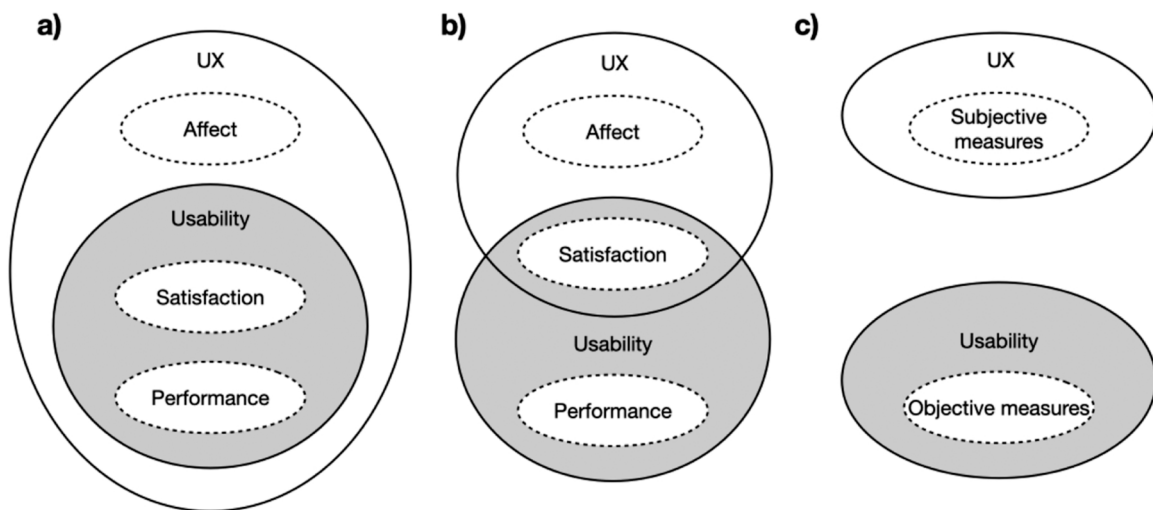 a)
UX
Affect
Usability
Satisfaction
Performance
b)
UX
Affect
Satisfaction
Usability
Performance
c)
UX
Subjective
measures
Usability
Objective measures